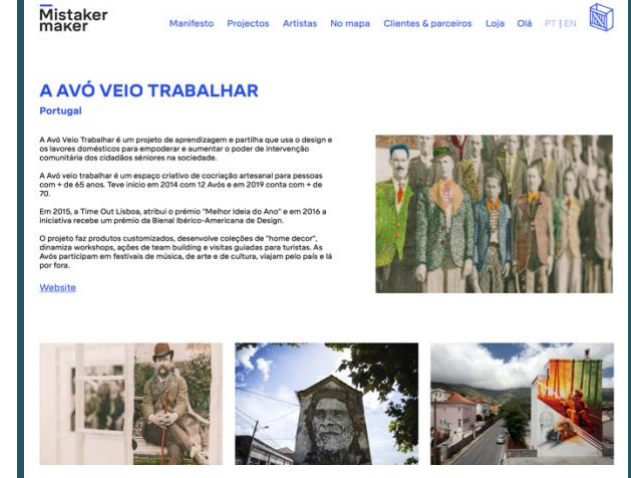 Mistaker
maker
Manifesto Projectos Artistas No mapa Clientes & parceiros Loja Olá PT | EN
A AVÓ VEIO TRABALHAR
Portugal
A Avó Veio Trabalhar é um projeto de aprendizagem e partilha que usa o design e
os lavores domésticos para empoderar e aumentar o poder de intervenção
comunitária dos cidadãos séniores na sociedade.
A Avó veio trabalhar é um espaço criativo de cocriação artesanal para pessoas
com + de 65 anos. Teve início em 2014 com 12 Avós e em 2019 conta com + de
70.
Em 2015, a Time Out Lisboa, atribui o prémio "Melhor Ideia do Ano" e em 2016 a
iniciativa recebe um prémio da Bienal Ibérico-Americana de Design.
O projeto faz produtos customizados, desenvolve coleções de "home decor",
dinamiza workshops, ações de team building e visitas guiadas para turistas. As
Avós participam em festivais de música, de arte e de cultura, viajam pelo país e lá
por fora.
Website